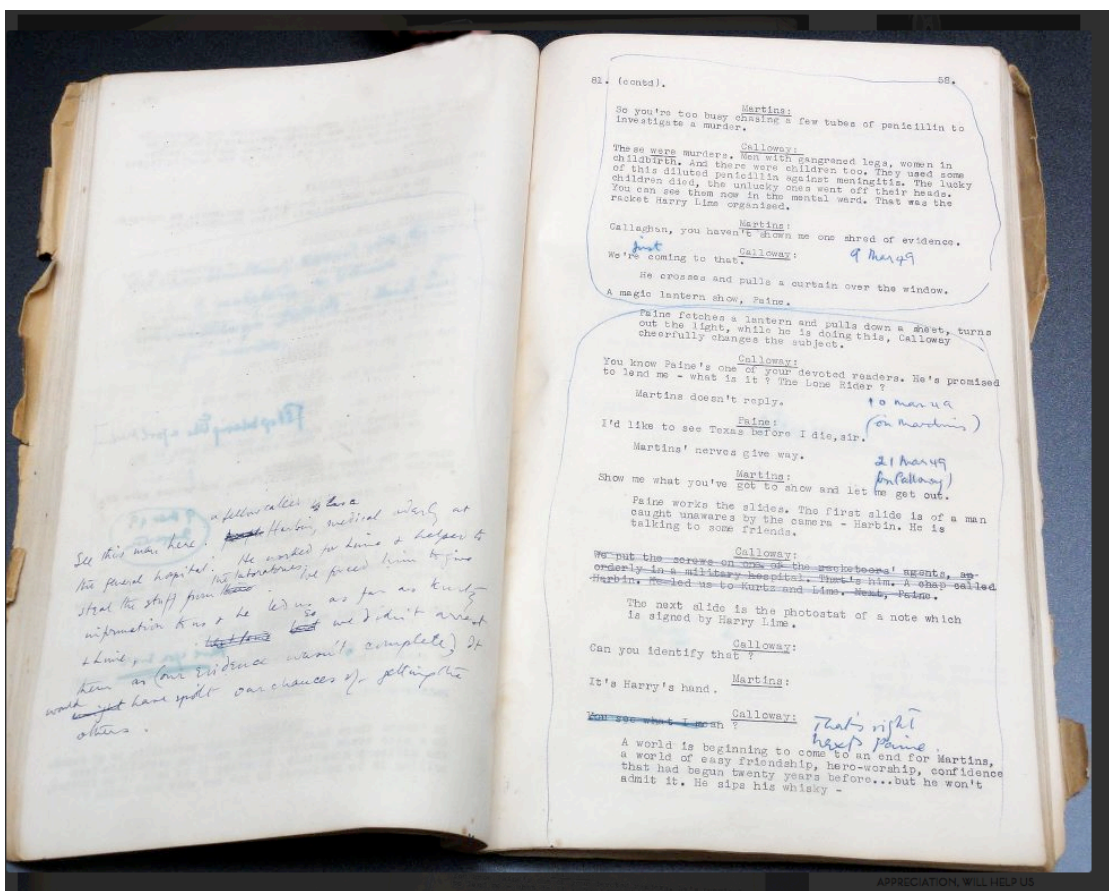 a fellow called
See this man here. Harbin, medical orderly at
the general hospital. He worked for Lime & helped to
steal the stuff from the laboratories. We forced him to give
information to us & he led us as far as Kurtz
& Lime. but so we didn't arrest
them as (our evidence wasn't complete) It
would might have spoilt our chances of getting the
others.
81. (contd). 58.
Martins:
So you're too busy chasing a few tubes of penicillin to
investigate a murder.
Calloway:
These were murders. Men with gangrened legs, women in
childbirth. And there were children too. They used some
of this diluted penicillin against meningitis. The lucky
children died, the unlucky ones went off their heads.
You can see them now in the mental ward. That was the
racket Harry Lime organised.
Martins:
Callaghan, you haven't shown me one shred of evidence.
just Calloway: 9 Mar 49
We're coming to that.
He crosses and pulls a curtain over the window.
A magic lantern show, Paine.
Paine fetches a lantern and pulls down a sheet, turns
out the light, while he is doing this, Calloway
cheerfully changes the subject.
Calloway:
You know Paine's one of your devoted readers. He's promised
to lend me - what is it ? The Lone Rider ?
Martins doesn't reply.
10 Mar 49
Paine: (on Martins)
I'd like to see Texas before I die,sir.
Martins' nerves give way.
21 Mar 49
Martins: (on Calloway)
Show me what you've got to show and let me get out.
Paine works the slides. The first slide is of a man
caught unawares by the camera - Harbin. He is
talking to some friends.
Calloway:
We put the screws on one of the racketeers' agents, an
orderly in a military hospital. That's him. A chap called
Harbin. He led us to Kurtz and Lime. Next, Paine.
The next slide is the photostat of a note which
is signed by Harry Lime.
Calloway:
Can you identify that ?
Martins:
It's Harry's hand.
Calloway: That's right
You see what I mean ? next Paine.
A world is beginning to come to an end for Martins,
a world of easy friendship, hero-worship, confidence
that had begun twenty years before...but he won't
admit it. He sips his whisky -
APPRECIATION, WILL HELP US